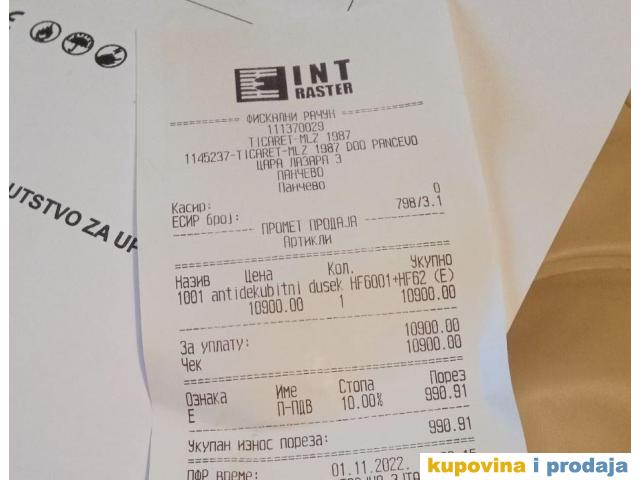 INT
RASTER
============ ФИСКАЛНИ РАЧУН ============
111370029
TICARET-MLZ 1987
1145237-TICARET-MLZ 1987 DOO PANCEVO
ЦАРА ЛАЗАРА 3
ПАНЧЕВО
Панчево
Касир: 0
ЕСИР број: 798/3.1
------------ ПРОМЕТ ПРОДАЈА ------------
Артикли
Назив Цена Кол. Укупно
1001 antidekubitni dusek HF6001+HF62 (Е)
10900.00 1 10900.00
За уплату: 10900.00
Чек 10900.00
Ознака Име Стопа Порез
Е П-ПДВ 10.00% 990.91
Укупан износ пореза: 990.91
ПФР време: 01.11.2022.
UTSTVO ZA UP
kupovina i prodaja